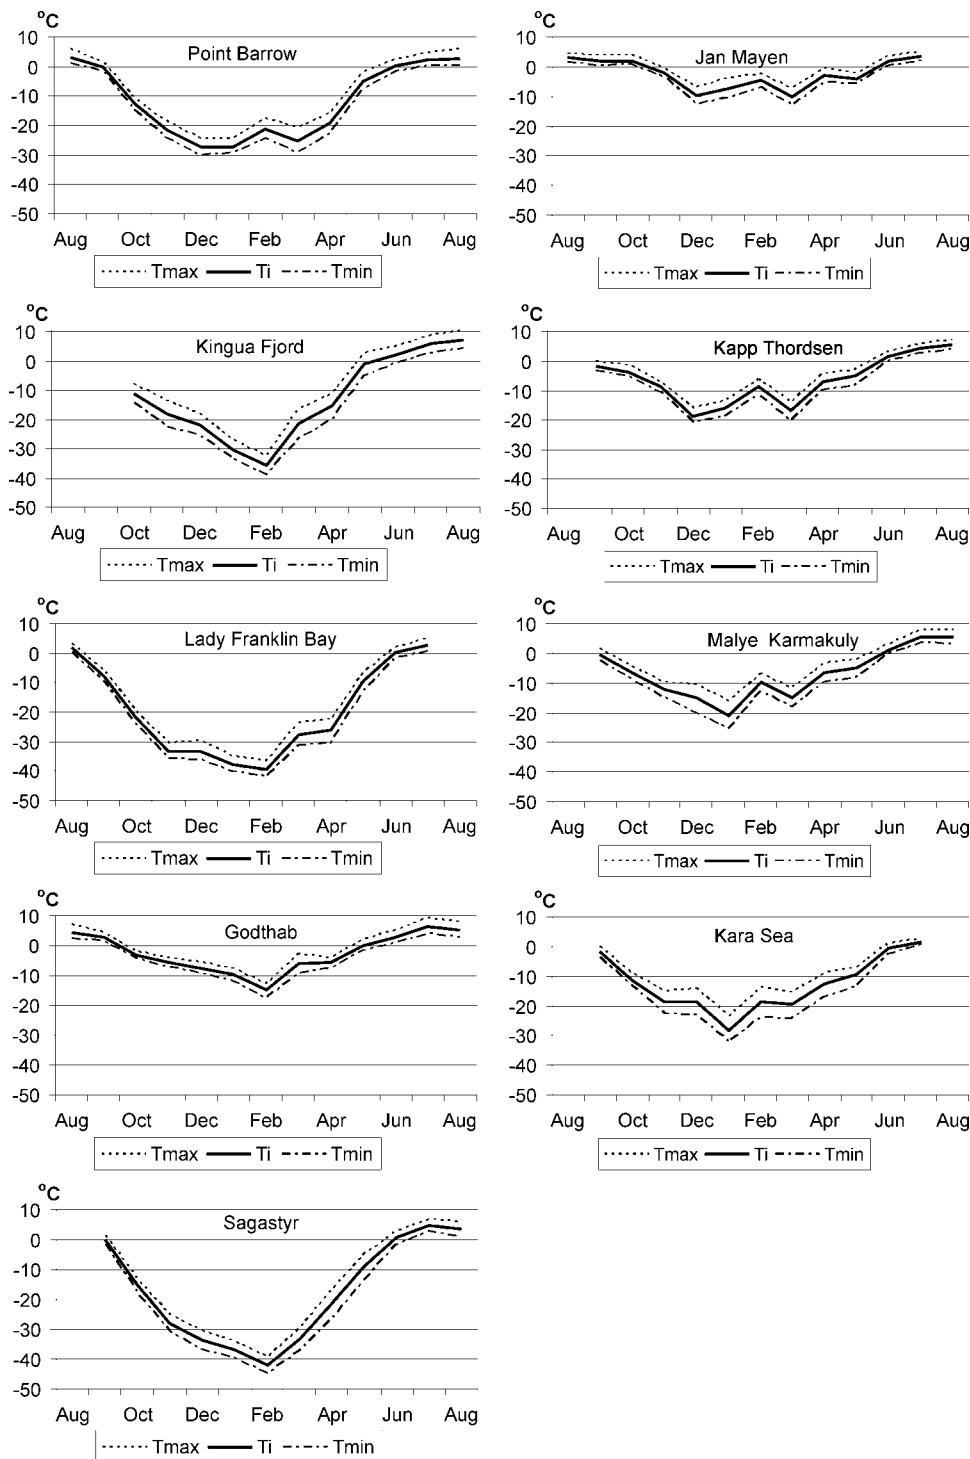 °C
10
0
-10
-20
-30
-40
-50
Point Barrow
Aug Oct Dec Feb Apr Jun Aug
Tmax Ti Tmin
°C
10
0
-10
-20
-30
-40
-50
Jan Mayen
Aug Oct Dec Feb Apr Jun Aug
Tmax Ti Tmin
°C
10
0
-10
-20
-30
-40
-50
Kingua Fjord
Aug Oct Dec Feb Apr Jun Aug
Tmax Ti Tmin
°C
10
0
-10
-20
-30
-40
-50
Kapp Thordsen
Aug Oct Dec Feb Apr Jun Aug
Tmax Ti Tmin
°C
10
0
-10
-20
-30
-40
-50
Lady Franklin Bay
Aug Oct Dec Feb Apr Jun Aug
Tmax Ti Tmin
10
0
-10
-20
-30
-40
-50
Malye Karmakuly
Aug Oct Dec Feb Apr Jun Aug
Tmax Ti Tmin
°C
10
0
-10
-20
-30
-40
-50
Godthab
Aug Oct Dec Feb Apr Jun Aug
Tmax Ti Tmin
°C
10
0
-10
-20
-30
-40
-50
Kara Sea
Aug Oct Dec Feb Apr Jun Aug
Tmax Ti Tmin
°C
10
0
-10
-20
-30
-40
-50
Sagastyr
Aug Oct Dec Feb Apr Jun Aug
Tmax Ti Tmin